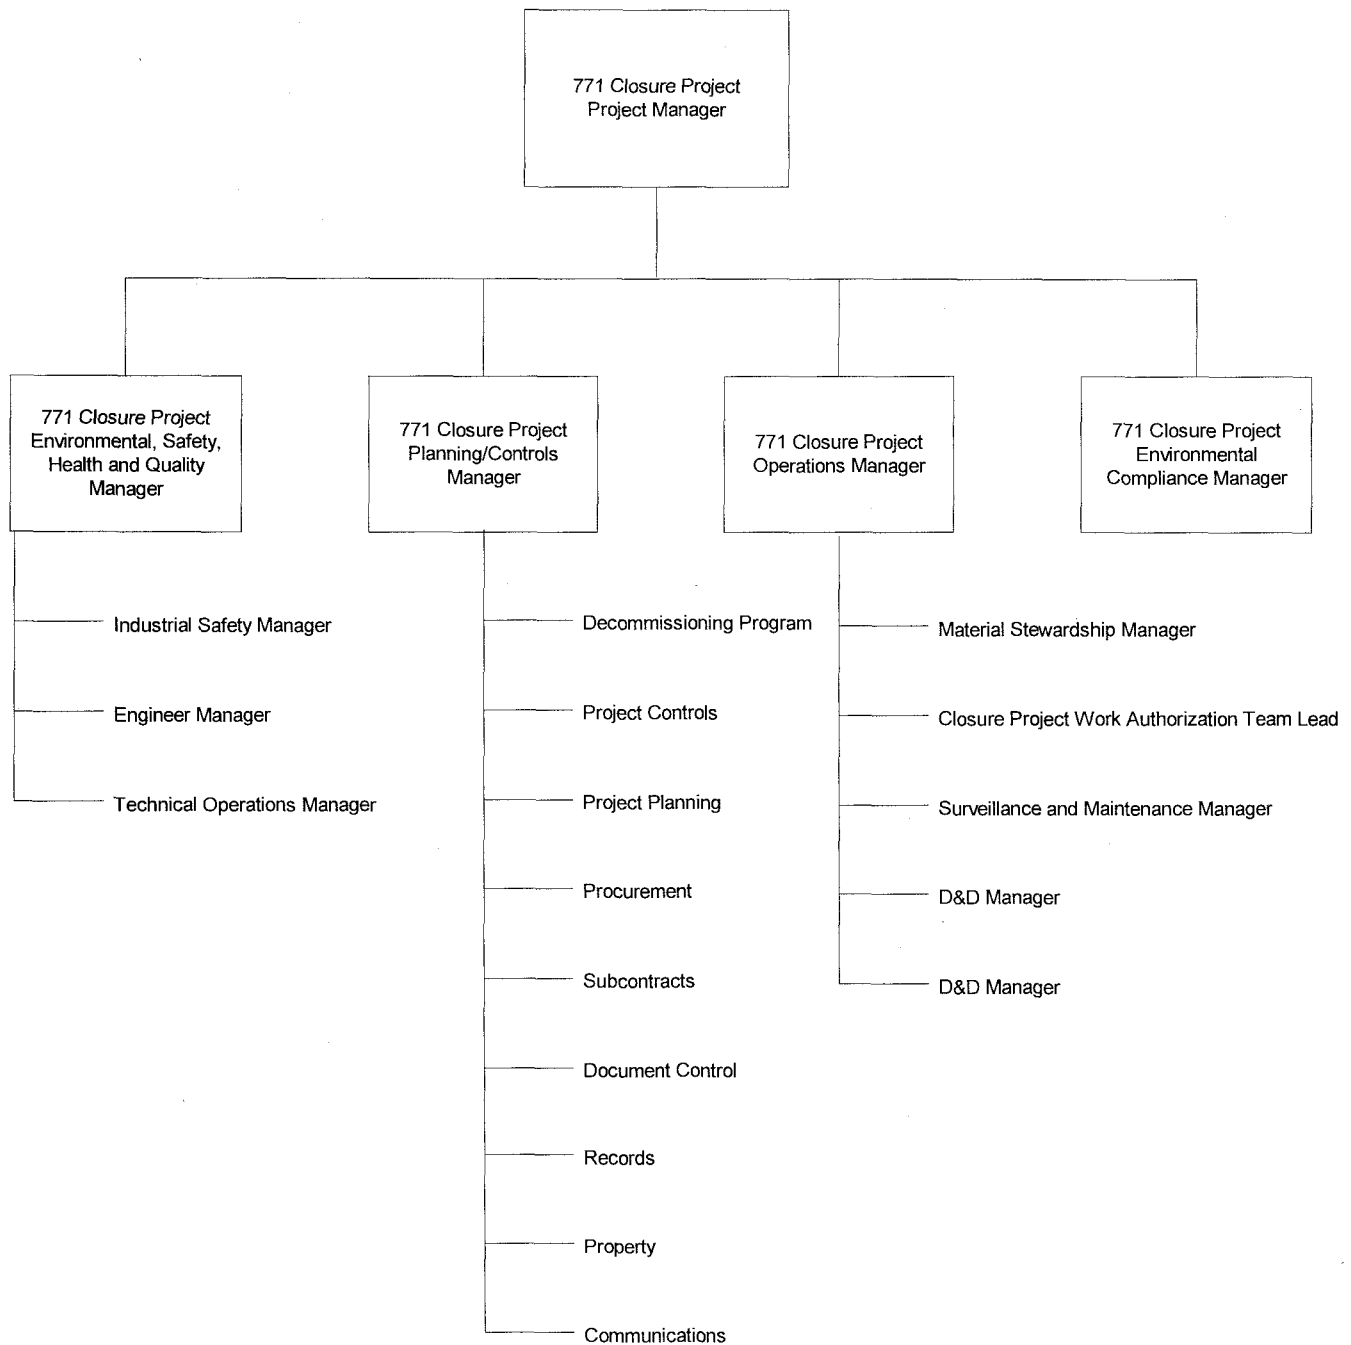 771 Closure Project
Project Manager
771 Closure Project
Environmental, Safety,
Health and Quality
Manager
771 Closure Project
Planning/Controls
Manager
771 Closure Project
Operations Manager
771 Closure Project
Environmental
Compliance Manager
Industrial Safety Manager
Engineer Manager
Technical Operations Manager
Decommissioning Program
Project Controls
Project Planning
Procurement
Subcontracts
Document Control
Records
Property
Communications
Material Stewardship Manager
Closure Project Work Authorization Team Lead
Surveillance and Maintenance Manager
D&D Manager
D&D Manager